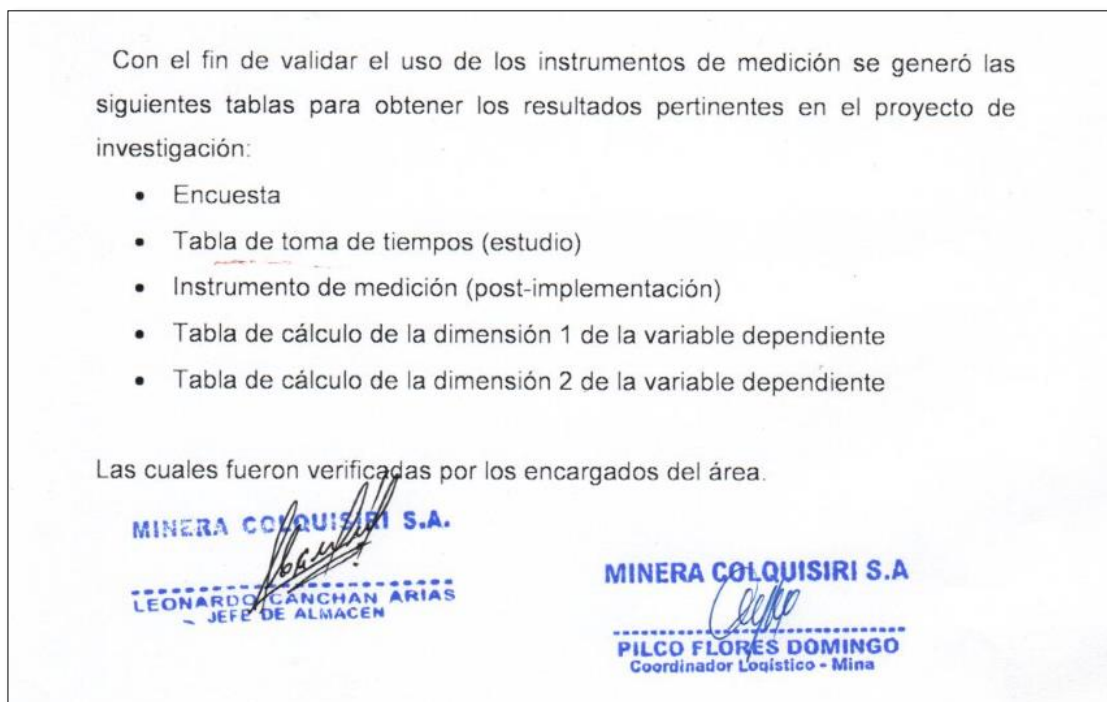 Con el fin de validar el uso de los instrumentos de medición se generó las
siguientes tablas para obtener los resultados pertinentes en el proyecto de
investigación:
• Encuesta
• Tabla de toma de tiempos (estudio)
• Instrumento de medición (post-implementación)
• Tabla de cálculo de la dimensión 1 de la variable dependiente
• Tabla de cálculo de la dimensión 2 de la variable dependiente
Las cuales fueron verificadas por los encargados del área.
MINERA COLQUISIRI S.A.
LEONARDO CANCHAN ARIAS
JEFE DE ALMACEN
MINERA COLQUISIRI S.A
PILCO FLORES DOMINGO
Coordinador Logistico - Mina